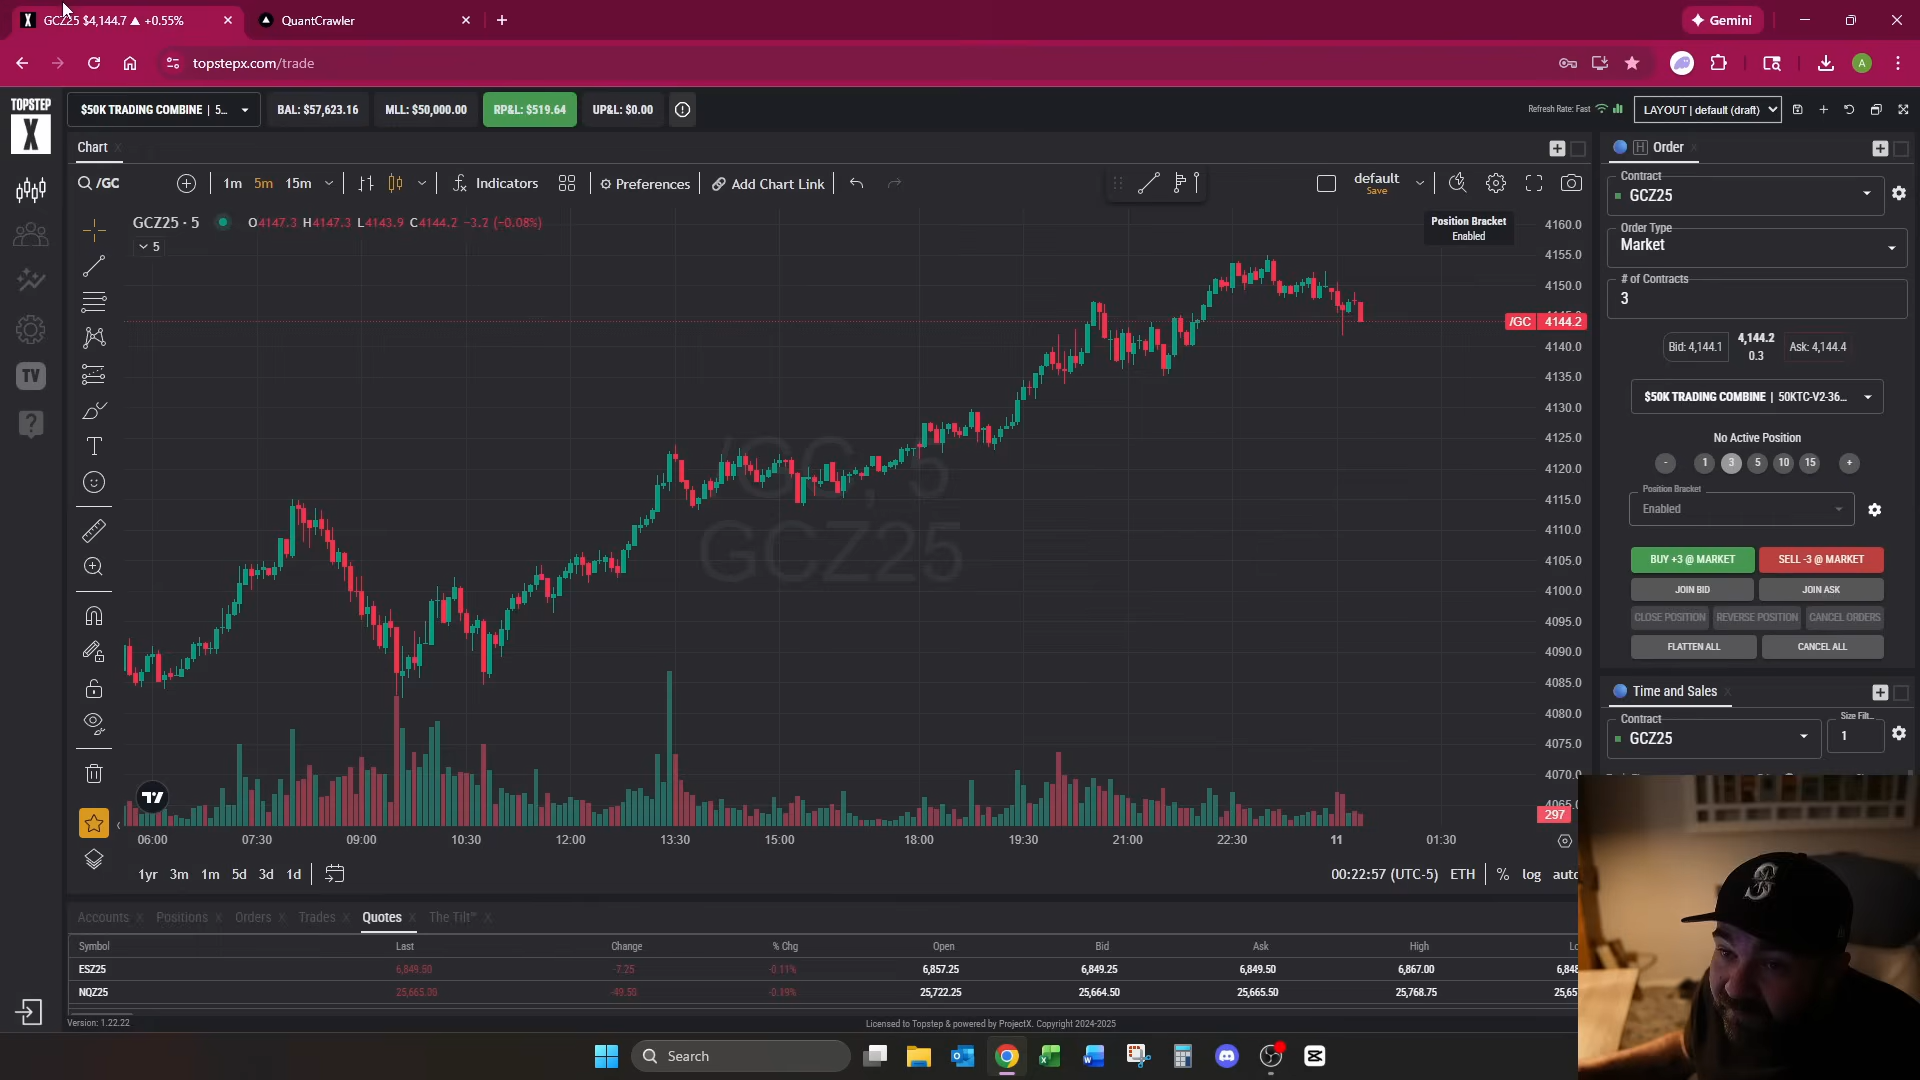 GCZ25 $4,144.7 ▲ +0.55%
QuantCrawler
Gemini
topstepx.com/trade
A
TOPSTEP
X
$50K TRADING COMBINE | 5...
BAL: $57,623.16
MLL: $50,000.00
RP&L: $519.64
UP&L: $0.00
Refresh Rate: Fast
LAYOUT | default (draft)
Chart
/GC
1m 5m 15m
Indicators
Preferences
Add Chart Link
default
Save
GCZ25 · 5
O4147.3 H4147.3 L4143.9 C4144.2 -3.2 (-0.08%)
5
Position Bracket
Enabled
/GC, 5
GCZ25
4160.0
4155.0
4150.0
/GC 4144.2
4140.0
4135.0
4130.0
4125.0
4120.0
4115.0
4110.0
4105.0
4100.0
4095.0
4090.0
4085.0
4080.0
4075.0
4070.0
4065.0
297
06:00 07:30 09:00 10:30 12:00 13:30 15:00 18:00 19:30 21:00 22:30 11 01:30
1yr 3m 1m 5d 3d 1d
00:22:57 (UTC-5) ETH % log auto
TV
Order
Contract
GCZ25
Order Type
Market
# of Contracts
3
Bid: 4,144.1
4,144.2
0.3
Ask: 4,144.4
$50K TRADING COMBINE | 50KTC-V2-36...
No Active Position
- 1 3 5 10 15 +
Position Bracket
Enabled
BUY +3 @ MARKET
SELL -3 @ MARKET
JOIN BID
JOIN ASK
CLOSE POSITION
REVERSE POSITION
CANCEL ORDERS
FLATTEN ALL
CANCEL ALL
Time and Sales
Contract
GCZ25
Size Filt...
1
Accounts
Positions
Orders
Trades
Quotes
The Tilt™
Symbol Last Change % Chg Open Bid Ask High
ESZ25 6,849.50 -7.25 -0.11% 6,857.25 6,849.25 6,849.50 6,867.00
NQZ25 25,665.00 -49.50 -0.19% 25,722.25 25,664.50 25,665.50 25,768.75
Version: 1.22.22
Licensed to Topstep & powered by ProjectX. Copyright 2024-2025
Search